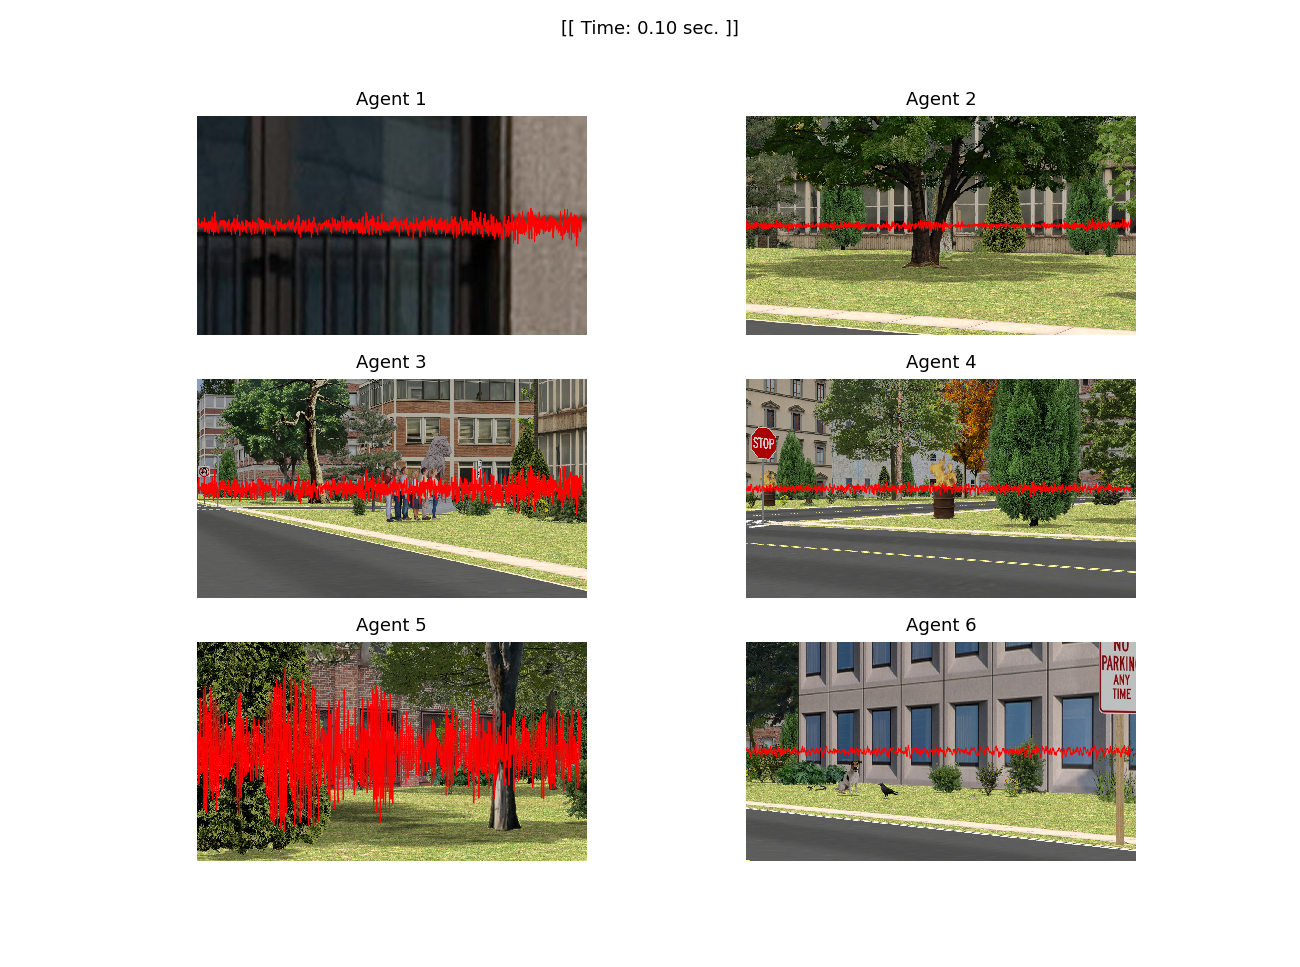 [[ Time: 0.10 sec. ]]
Agent 1
Agent 2
Agent 3
Agent 4
STOP
Agent 5
Agent 6
NO
PARKIN
ANY
TIME